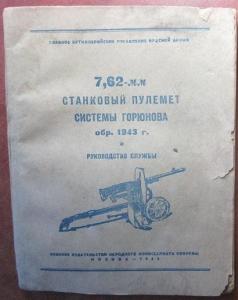 ГЛАВНОЕ АРТИЛЛЕРИЙСКОЕ УПРАВЛЕНИЕ КРАСНОЙ АРМИИ
7,62-мм
СТАНКОВЫЙ ПУЛЕМЕТ
СИСТЕМЫ ГОРЮНОВА
обр. 1943 г.
РУКОВОДСТВО СЛУЖБЫ
ВОЕННОЕ ИЗДАТЕЛЬСТВО НАРОДНОГО КОМИССАРИАТА ОБОРОНЫ
МОСКВА